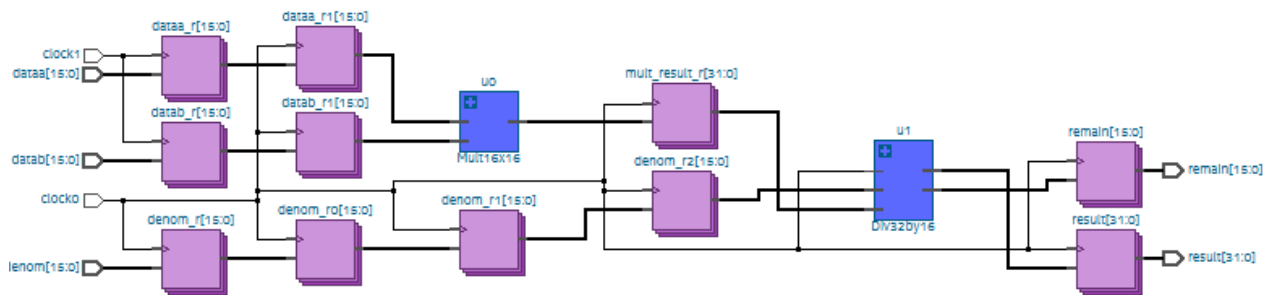 dataa_r[15:0]
dataa_r1[15:0]
clock1
dataa[15:0]
u0
mult_result_r[31:0]
datab_r[15:0]
datab_r1[15:0]
u1
remain[15:0]
datab[15:0]
Mult16x16
denom_r2[15:0]
remain[15:0]
clock0
denom_r[15:0]
denom_r0[15:0]
denom_r1[15:0]
Div32by16
result[31:0]
result[31:0]
lenom[15:0]